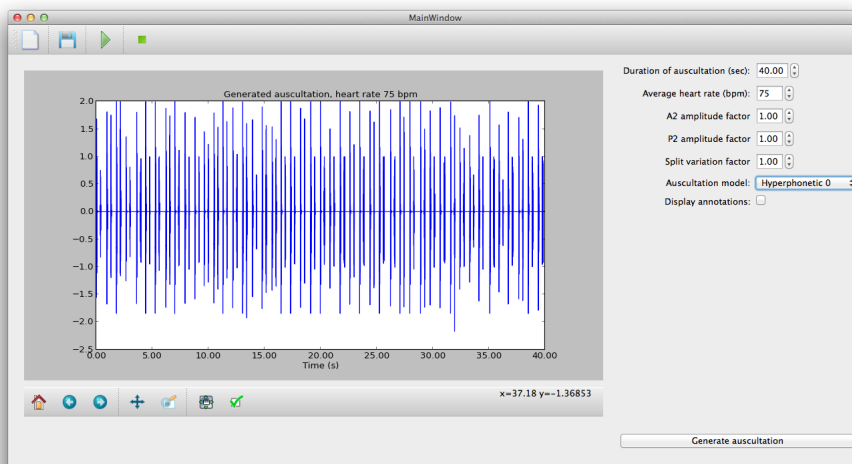 MainWindow
Generated auscultation, heart rate 75 bpm
2.0
1.5
1.0
0.5
0.0
−0.5
−1.0
−1.5
−2.0
−2.5
0.00 5.00 10.00 15.00 20.00 25.00 30.00 35.00 40.00
Time (s)
x=37.18 y=−1.36853
Duration of auscultation (sec): 40.00
Average heart rate (bpm): 75
A2 amplitude factor 1.00
P2 amplitude factor 1.00
Split variation factor 1.00
Auscultation model: Hyperphonetic 0
Display annotations:
Generate auscultation